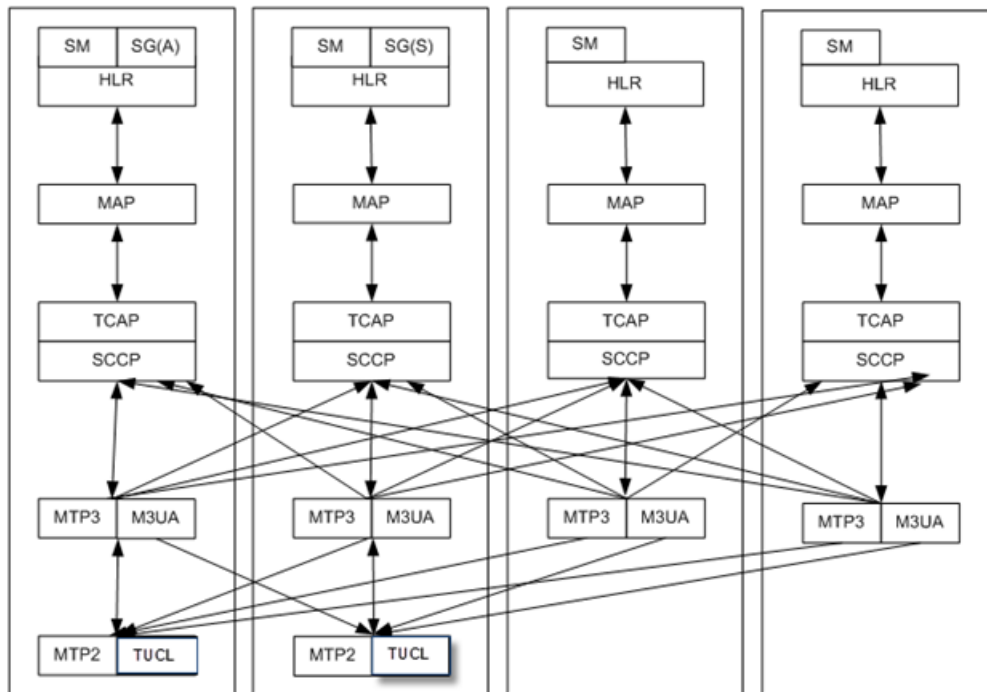 SM SG(A) SM SG(S) SM SM
HLR HLR HLR HLR
MAP MAP MAP MAP
TCAP TCAP TCAP TCAP
SCCP SCCP SCCP SCCP
MTP3 M3UA MTP3 M3UA MTP3 M3UA MTP3 M3UA
MTP2 TUCL MTP2 TUCL